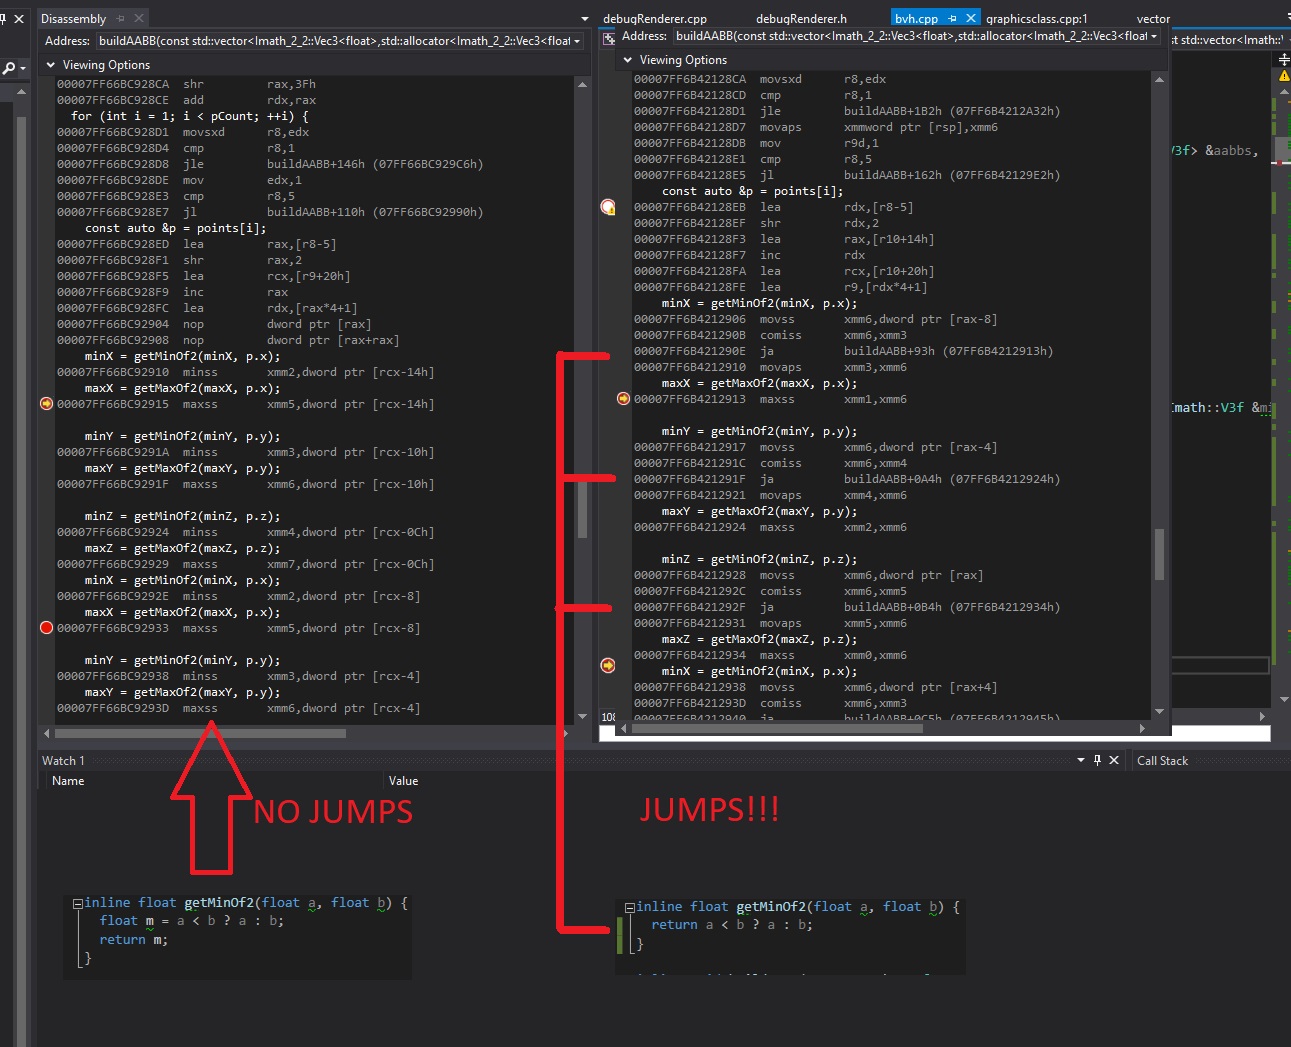 Disassembly
debugRenderer.cpp debugRenderer.h bvh.cpp graphicsclass.cpp:1 vector
Address: buildAABB(const std::vector<Imath_2_2::Vec3<float>,std::allocator<Imath_2_2::Vec3<float
Viewing Options
00007FF66BC928CA shr rax,3Fh
00007FF66BC928CE add rdx,rax
for (int i = 1; i < pCount; ++i) {
00007FF66BC928D1 movsxd r8,edx
00007FF66BC928D4 cmp r8,1
00007FF66BC928D8 jle buildAABB+146h (07FF66BC929C6h)
00007FF66BC928DE mov edx,1
00007FF66BC928E3 cmp r8,5
00007FF66BC928E7 jl buildAABB+110h (07FF66BC92990h)
const auto &p = points[i];
00007FF66BC928ED lea rax,[r8-5]
00007FF66BC928F1 shr rax,2
00007FF66BC928F5 lea rcx,[r9+20h]
00007FF66BC928F9 inc rax
00007FF66BC928FC lea rdx,[rax*4+1]
00007FF66BC92904 nop dword ptr [rax]
00007FF66BC92908 nop dword ptr [rax+rax]
minX = getMinOf2(minX, p.x);
00007FF66BC92910 minss xmm2,dword ptr [rcx-14h]
maxX = getMaxOf2(maxX, p.x);
00007FF66BC92915 maxss xmm5,dword ptr [rcx-14h]
minY = getMinOf2(minY, p.y);
00007FF66BC9291A minss xmm3,dword ptr [rcx-10h]
maxY = getMaxOf2(maxY, p.y);
00007FF66BC9291F maxss xmm6,dword ptr [rcx-10h]
minZ = getMinOf2(minZ, p.z);
00007FF66BC92924 minss xmm4,dword ptr [rcx-0Ch]
maxZ = getMaxOf2(maxZ, p.z);
00007FF66BC92929 maxss xmm7,dword ptr [rcx-0Ch]
minX = getMinOf2(minX, p.x);
00007FF66BC9292E minss xmm2,dword ptr [rcx-8]
maxX = getMaxOf2(maxX, p.x);
00007FF66BC92933 maxss xmm5,dword ptr [rcx-8]
minY = getMinOf2(minY, p.y);
00007FF66BC92938 minss xmm3,dword ptr [rcx-4]
maxY = getMaxOf2(maxY, p.y);
00007FF66BC9293D maxss xmm6,dword ptr [rcx-4]
Address: buildAABB(const std::vector<Imath_2_2::Vec3<float>,std::allocator<Imath_2_2::Vec3<float
Viewing Options
00007FF6B42128CA movsxd r8,edx
00007FF6B42128CD cmp r8,1
00007FF6B42128D1 jle buildAABB+1B2h (07FF6B4212A32h)
00007FF6B42128D7 movaps xmmword ptr [rsp],xmm6
00007FF6B42128DB mov r9d,1
00007FF6B42128E1 cmp r8,5
00007FF6B42128E5 jl buildAABB+162h (07FF6B42129E2h)
const auto &p = points[i];
00007FF6B42128EB lea rdx,[r8-5]
00007FF6B42128EF shr rdx,2
00007FF6B42128F3 lea rax,[r10+14h]
00007FF6B42128F7 inc rdx
00007FF6B42128FA lea rcx,[r10+20h]
00007FF6B42128FE lea r9,[rdx*4+1]
minX = getMinOf2(minX, p.x);
00007FF6B4212906 movss xmm6,dword ptr [rax-8]
00007FF6B421290B comiss xmm6,xmm3
00007FF6B421290E ja buildAABB+93h (07FF6B4212913h)
00007FF6B4212910 movaps xmm3,xmm6
maxX = getMaxOf2(maxX, p.x);
00007FF6B4212913 maxss xmm1,xmm6
minY = getMinOf2(minY, p.y);
00007FF6B4212917 movss xmm6,dword ptr [rax-4]
00007FF6B421291C comiss xmm6,xmm4
00007FF6B421291F ja buildAABB+0A4h (07FF6B4212924h)
00007FF6B4212921 movaps xmm4,xmm6
maxY = getMaxOf2(maxY, p.y);
00007FF6B4212924 maxss xmm2,xmm6
minZ = getMinOf2(minZ, p.z);
00007FF6B4212928 movss xmm6,dword ptr [rax]
00007FF6B421292C comiss xmm6,xmm5
00007FF6B421292F ja buildAABB+0B4h (07FF6B4212934h)
00007FF6B4212931 movaps xmm5,xmm6
maxZ = getMaxOf2(maxZ, p.z);
00007FF6B4212934 maxss xmm0,xmm6
minX = getMinOf2(minX, p.x);
00007FF6B4212938 movss xmm6,dword ptr [rax+4]
00007FF6B421293D comiss xmm6,xmm3
00007FF6B4212940 ja buildAABB+0C5h (07FF6B4212945h)
st std::vector<Imath::
V3f> &aabbs,
Imath::V3f &mi
108
Watch 1
Call Stack
Name Value
NO JUMPS
JUMPS!!!
inline float getMinOf2(float a, float b) {
float m = a < b ? a : b;
return m;
}
inline float getMinOf2(float a, float b) {
return a < b ? a : b;
}